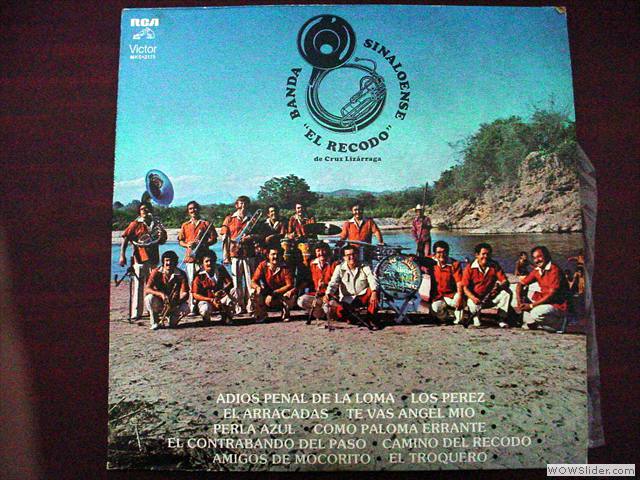 RCA
Victor
BANDA SINALOENSE
"EL RECODO"
de Cruz Lizárraga
• ADIOS PENAL DE LA LOMA • LOS PEREZ •
EL ARRACADAS • TE VAS ANGEL MIO •
PERLA AZUL • COMO PALOMA ERRANTE •
EL CONTRABANDO DEL PASO • CAMINO DEL RECODO •
AMIGOS DE MOCORITO • EL TROQUERO •
WOWSlider.com